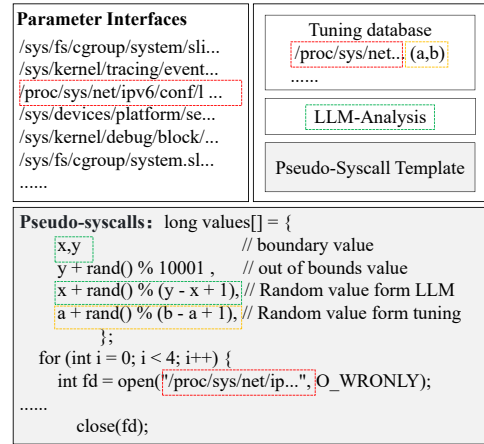 Parameter Interfaces
/sys/fs/cgroup/system/sli...
/sys/kernel/tracing/event...
/proc/sys/net/ipv6/conf/l ...
/sys/devices/platform/se...
/sys/kernel/debug/block/...
/sys/fs/cgroup/system.sl...
......
Tuning database
/proc/sys/net... (a,b)
......
LLM-Analysis
Pseudo-Syscall Template
Pseudo-syscalls: long values[] = {
x,y // boundary value
y + rand() % 10001 , // out of bounds value
x + rand() % (y - x + 1), // Random value form LLM
a + rand() % (b - a + 1), // Random value form tuning
};
for (int i = 0; i < 4; i++) {
int fd = open("/proc/sys/net/ip...", O_WRONLY);
......
close(fd);